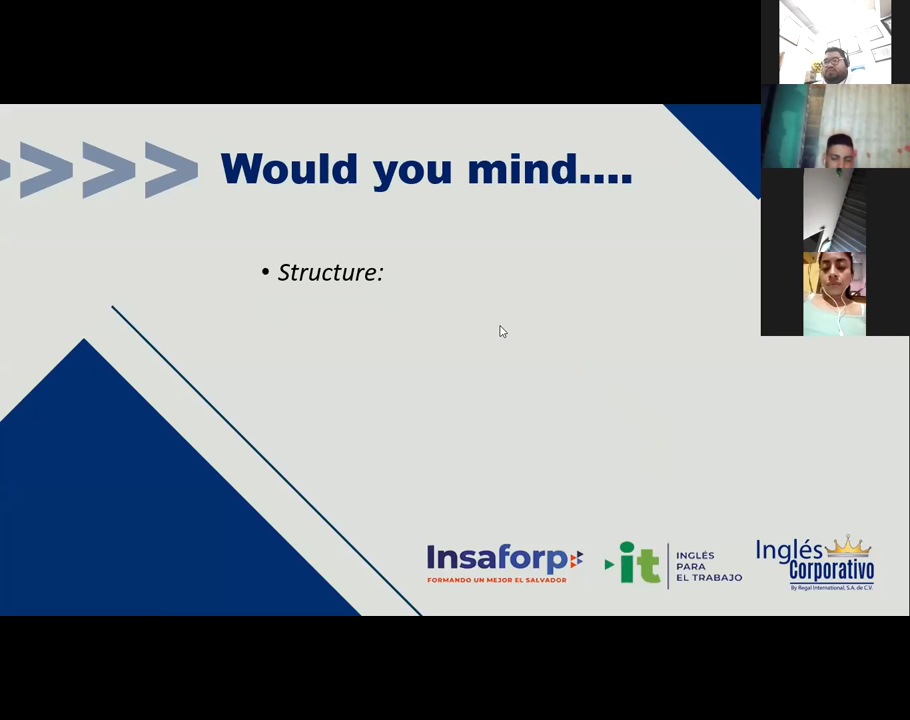 Would you mind....
• Structure:
Insaforp
FORMANDO UN MEJOR EL SALVADOR
it
INGLÉS
PARA
EL TRABAJO
Inglés
Corporativo
By Regal International, S.A. de C.V.